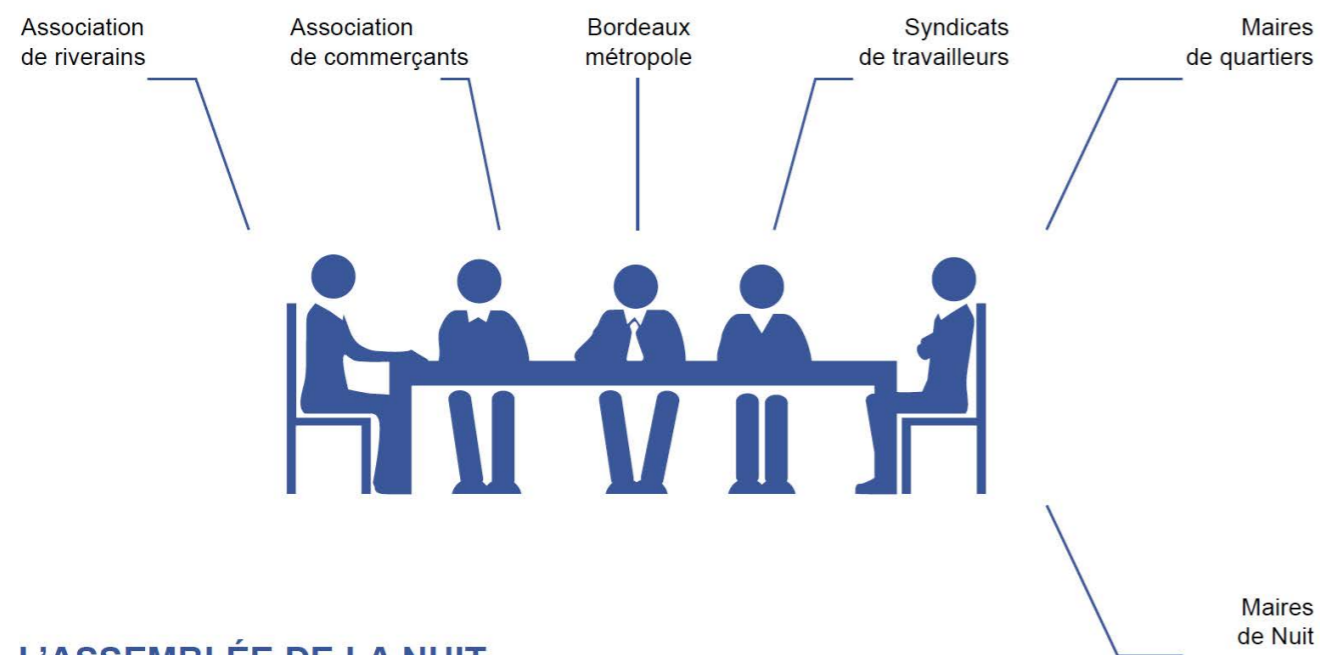 Association
de riverains
Association
de commerçants
Bordeaux
métropole
Syndicats
de travailleurs
Maires
de quartiers
Maires
de Nuit
L'ASSEMBLÉE DE LA NUIT